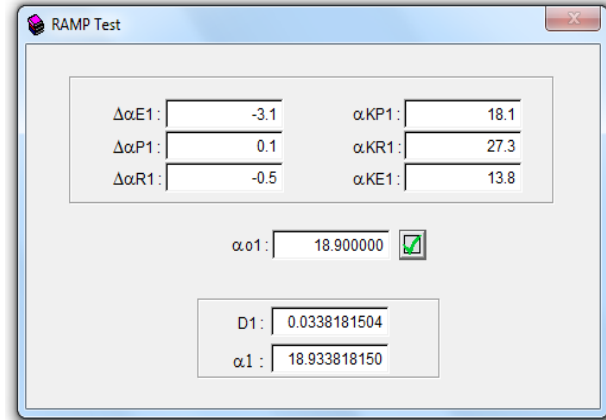 RAMP Test
ΔαE1: -3.1 αKP1: 18.1
ΔαP1: 0.1 αKR1: 27.3
ΔαR1: -0.5 αKE1: 13.8
αo1: 18.900000
D1: 0.0338181504
α1 : 18.933818150